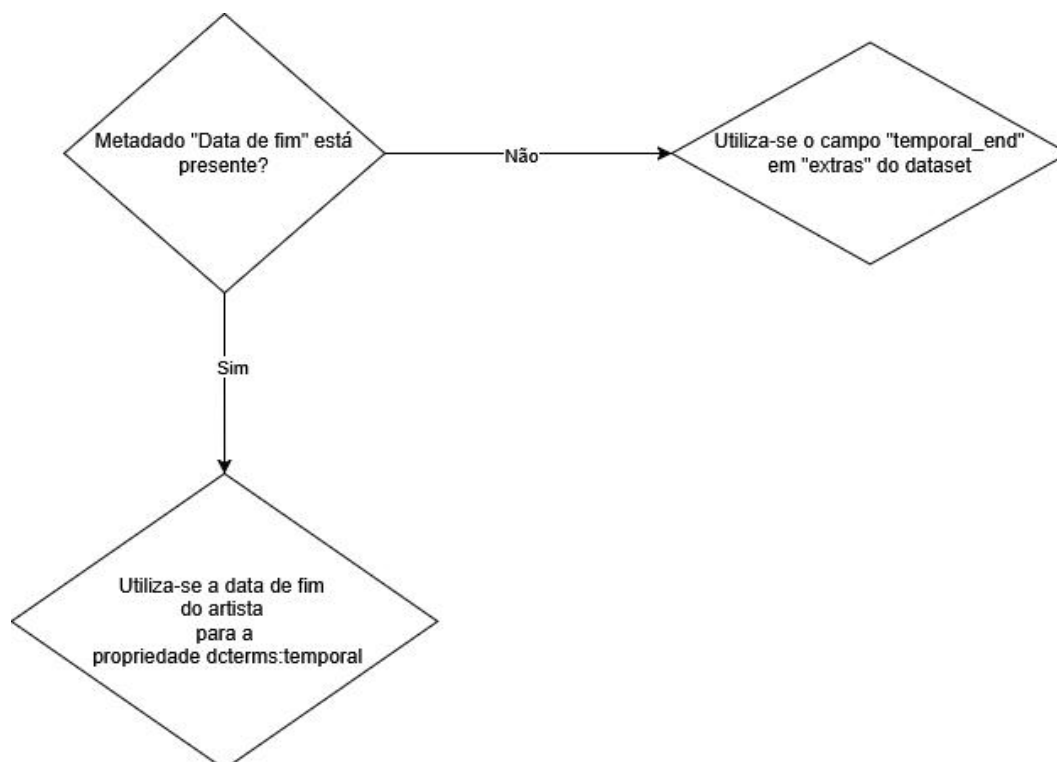 Metadado "Data de fim" está
presente?
Não
Utiliza-se o campo "temporal_end"
em "extras" do dataset
Sim
Utiliza-se a data de fim
do artista
para a
propriedade dcterms:temporal